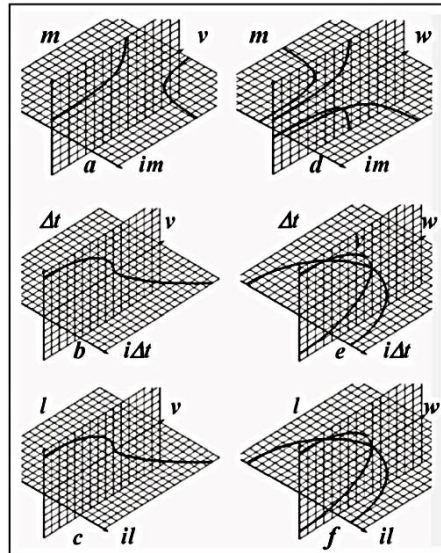 m v m w
a im d im
Δt v Δt v w
b iΔt e iΔt
l v l w
c il f il